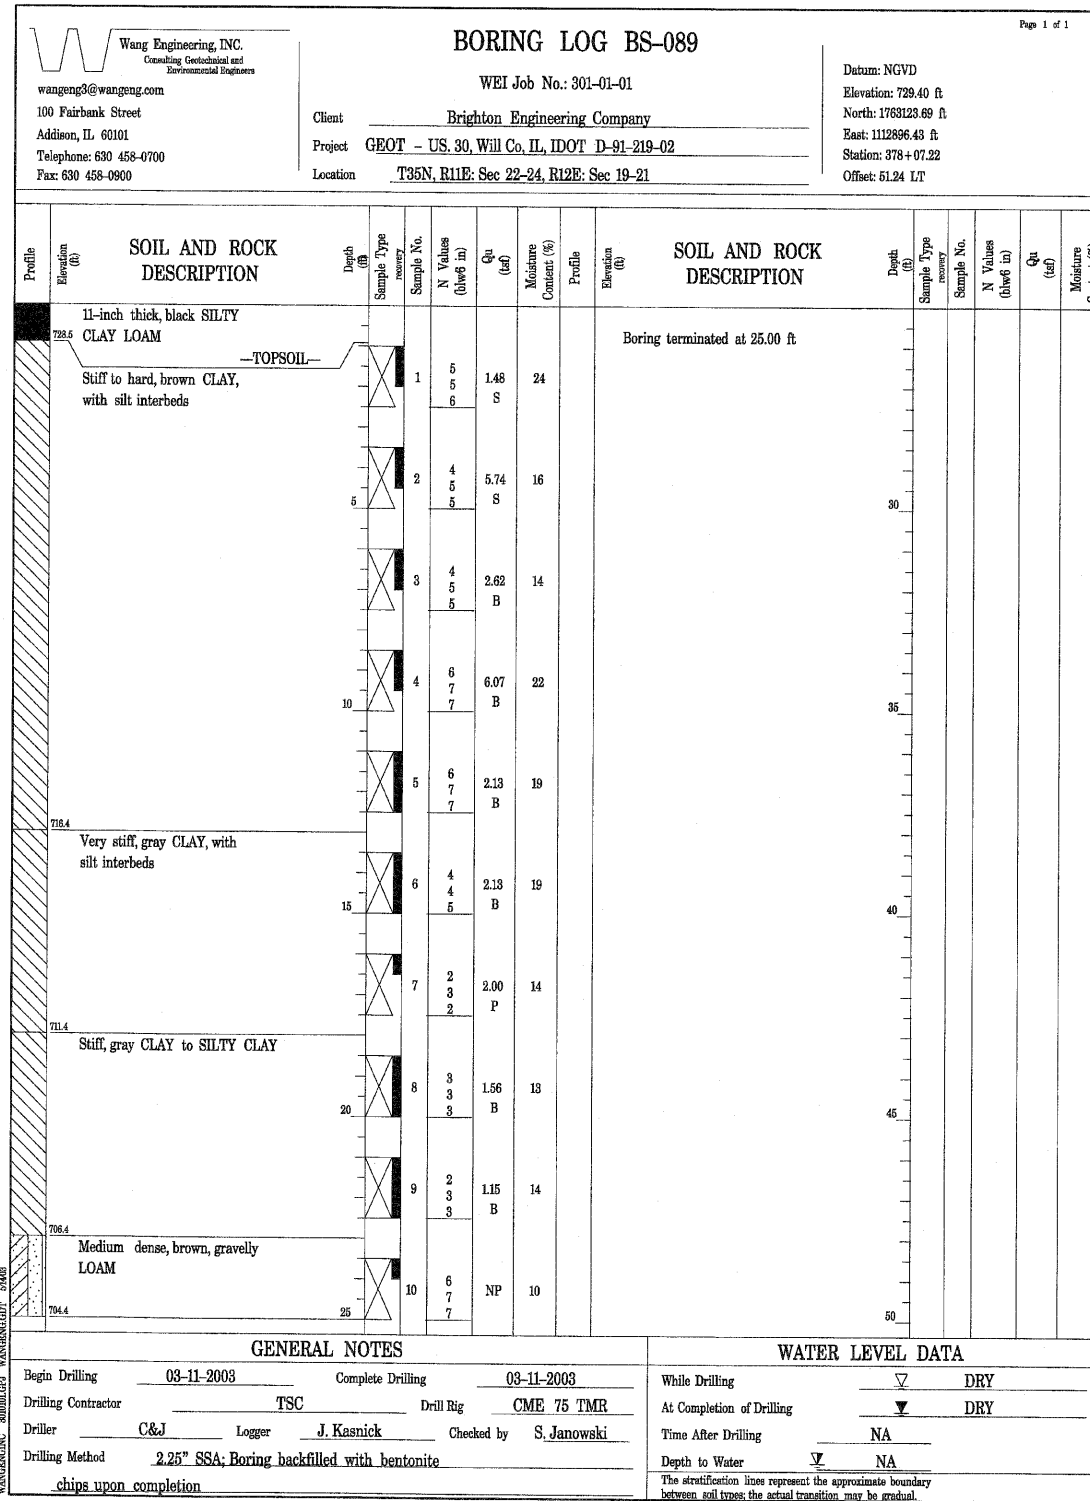 Page 1 of 1
Wang Engineering, INC.
Consulting Geotechnical and
Environmental Engineers
wangeng3@wangeng.com
100 Fairbank Street
Addison, IL 60101
Telephone: 630 458-0700
Fax: 630 458-0900
BORING LOG BS-089
WEI Job No.: 301-01-01
Client Brighton Engineering Company
Project GEOT - US. 30, Will Co, IL, IDOT D-91-219-02
Location T35N, R11E: Sec 22-24, R12E: Sec 19-21
Datum: NGVD
Elevation: 729.40 ft
North: 1763123.69 ft
East: 1112896.43 ft
Station: 378+07.22
Offset: 51.24 LT
Profile Elevation (ft) SOIL AND ROCK DESCRIPTION Depth (ft) Sample Type recovery Sample No. N Values (blw6 in) Qu (tsf) Moisture Content (%)
Profile Elevation (ft) SOIL AND ROCK DESCRIPTION Depth (ft) Sample Type recovery Sample No. N Values (blw6 in) Qu (tsf) Moisture
11-inch thick, black SILTY
728.5 CLAY LOAM
--TOPSOIL--
Stiff to hard, brown CLAY,
with silt interbeds
1 5 5 6 1.48 S 24
2 4 5 5 5.74 S 16
5
3 4 5 5 2.62 B 14
4 6 7 7 6.07 B 22
10
5 6 7 7 2.13 B 19
716.4
Very stiff, gray CLAY, with
silt interbeds
6 4 4 5 2.13 B 19
15
7 2 3 2 2.00 P 14
711.4
Stiff, gray CLAY to SILTY CLAY
8 3 3 3 1.56 B 13
20
9 2 3 3 1.15 B 14
706.4
Medium dense, brown, gravelly
LOAM
10 6 7 7 NP 10
704.4 25
Boring terminated at 25.00 ft
30
35
40
45
50
GENERAL NOTES
Begin Drilling 03-11-2003 Complete Drilling 03-11-2003
Drilling Contractor TSC Drill Rig CME 75 TMR
Driller C&J Logger J. Kasnick Checked by S. Janowski
Drilling Method 2.25" SSA; Boring backfilled with bentonite
chips upon completion
WATER LEVEL DATA
While Drilling DRY
At Completion of Drilling DRY
Time After Drilling NA
Depth to Water NA
The stratification lines represent the approximate boundary
between soil types; the actual transition may be gradual.